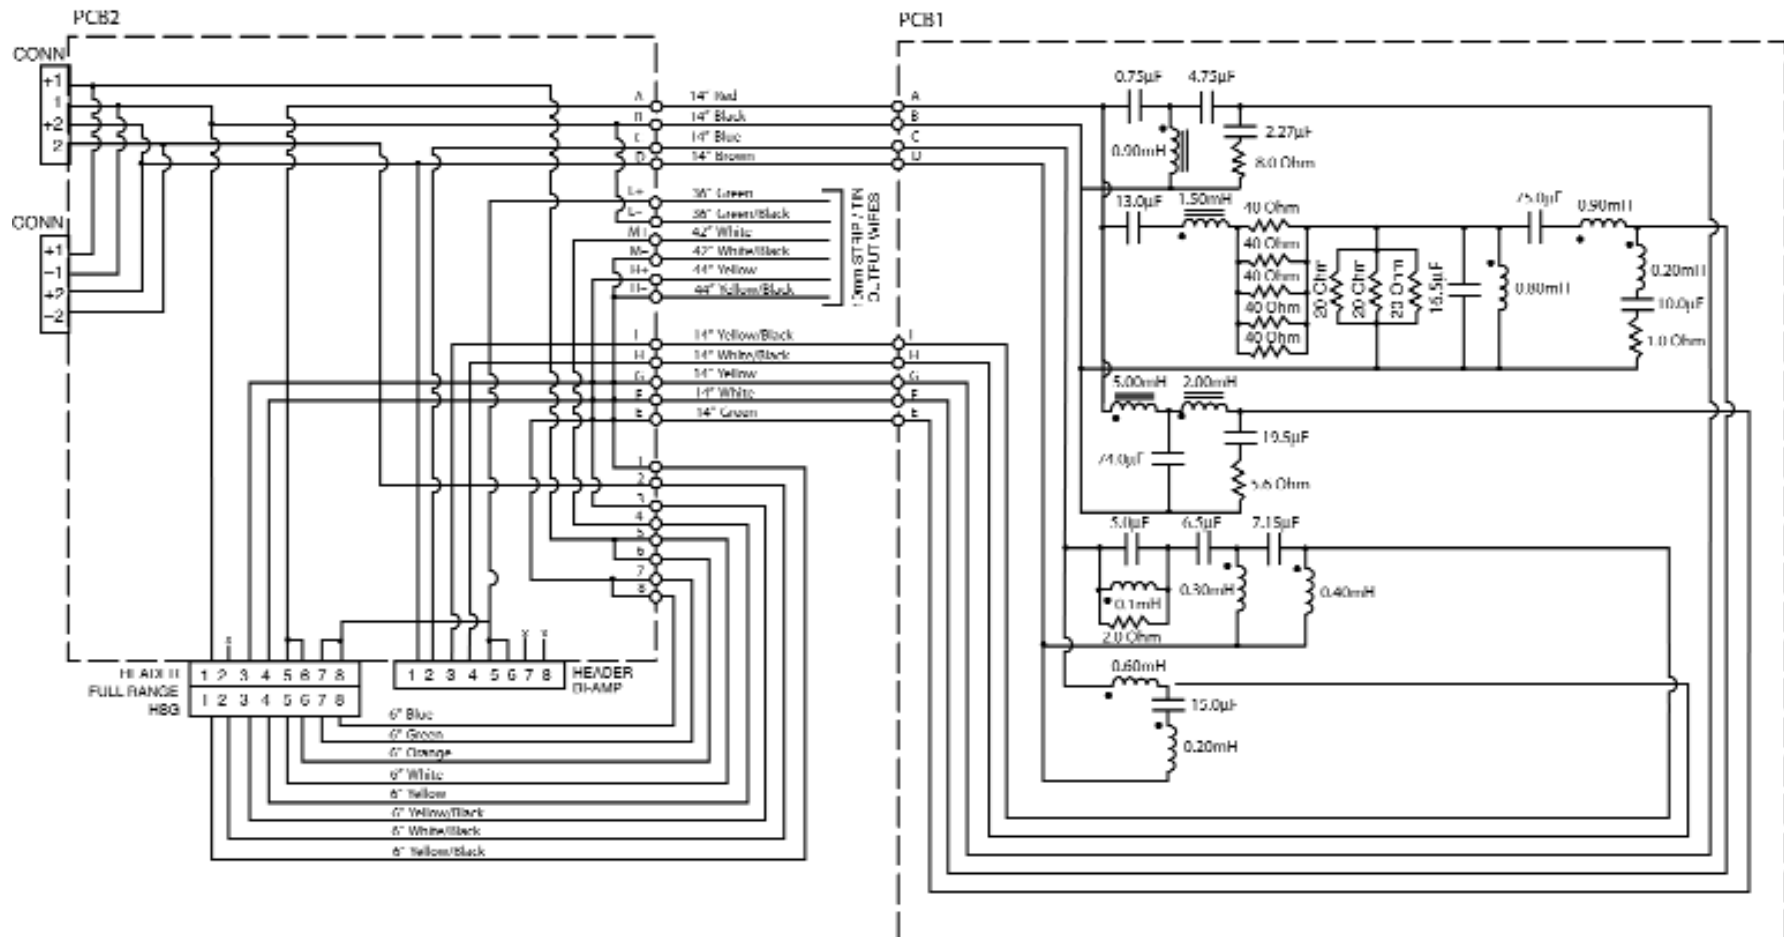 PCB2
PCB1
CONN
+1
1
+2
2
CONN
+1
−1
+2
−2
A 14" Red A
14" Black B
14" Blue C
D 14" Brown D
L+ 36" Green
L− 36" Green/Black
M+ 42" White
M− 42" White/Black
H+ 44" Yellow
H− 44" Yellow/Black
10mm STRIP / TIN
OUTPUT WIRES
I 14" Yellow/Black I
H 14" White/Black H
G 14" Yellow G
F 14" White F
E 14" Green E
1
2
3
4
5
6
7
8
0.75µF 4.75µF
2.27µF
0.90mH
8.0 Ohm
13.0µF 1.50mH 40 Ohm
40 Ohm
40 Ohm
40 Ohm
40 Ohm
20 Ohm
20 Ohm
20 Ohm
16.5µF
0.80mH
75.0µF 0.90mH
0.20mH
10.0µF
1.0 Ohm
5.00mH 2.00mH
74.0µF
19.5µF
5.6 Ohm
5.0µF 6.5µF 7.15µF
0.1mH
2.0 Ohm
0.30mH
0.40mH
0.60mH
15.0µF
0.20mH
x x x
HEADER
FULL RANGE
HSG
1 2 3 4 5 6 7 8
1 2 3 4 5 6 7 8
1 2 3 4 5 6 7 8
HEADER
BI-AMP
6" Blue
6" Green
6" Orange
6" White
6" Yellow
6" Yellow/Black
6" White/Black
6" Yellow/Black